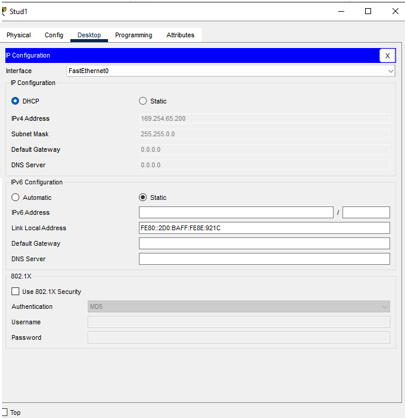 Stud1
Physical Config Desktop Programming Attributes
IP Configuration X
Interface FastEthernet0
IP Configuration
DHCP Static
IPv4 Address 169.254.65.200
Subnet Mask 255.255.0.0
Default Gateway 0.0.0.0
DNS Server 0.0.0.0
IPv6 Configuration
Automatic Static
IPv6 Address /
Link Local Address FE80::2D0:BAFF:FE8E:921C
Default Gateway
DNS Server
802.1X
Use 802.1X Security
Authentication MD5
Username
Password
Top